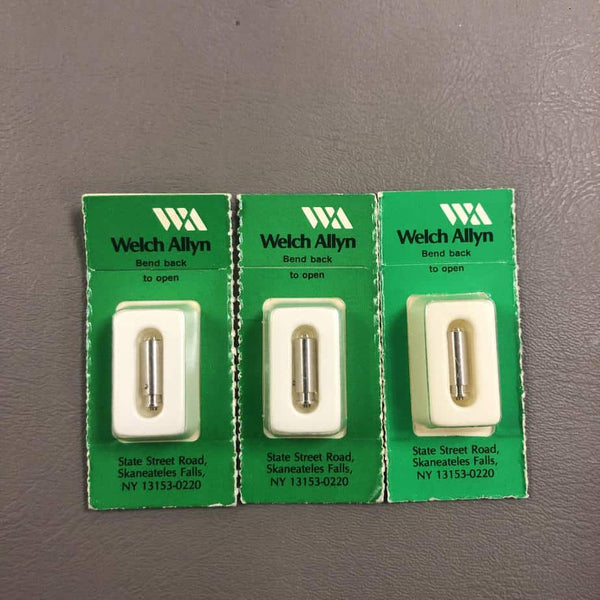 WA
Welch Allyn
Bend back
to open
State Street Road,
Skaneateles Falls,
NY 13153-0220
WA
Welch Allyn
Bend back
to open
State Street Road,
Skaneateles Falls,
NY 13153-0220
WA
Welch Allyn
Bend back
to open
State Street Road,
Skaneateles Falls,
NY 13153-0220